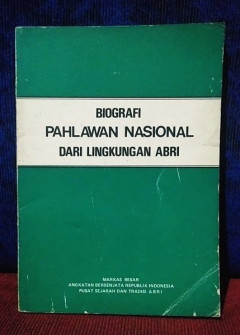 BIOGRAFI
PAHLAWAN NASIONAL
DARI LINGKUNGAN ABRI
MARKAS BESAR
ANGKATAN BERSENJATA REPUBLIK INDONESIA
PUSAT SEJARAH DAN TRADISI ABRI